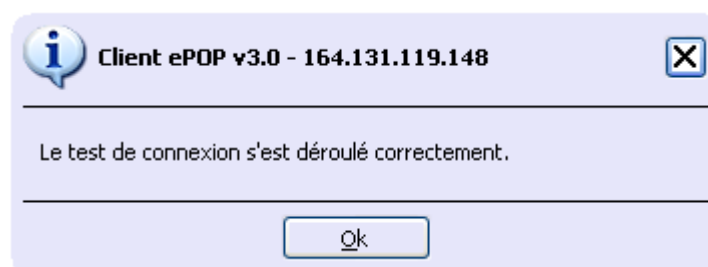 Client ePOP v3.0 - 164.131.119.148
Le test de connexion s'est déroulé correctement.
Ok